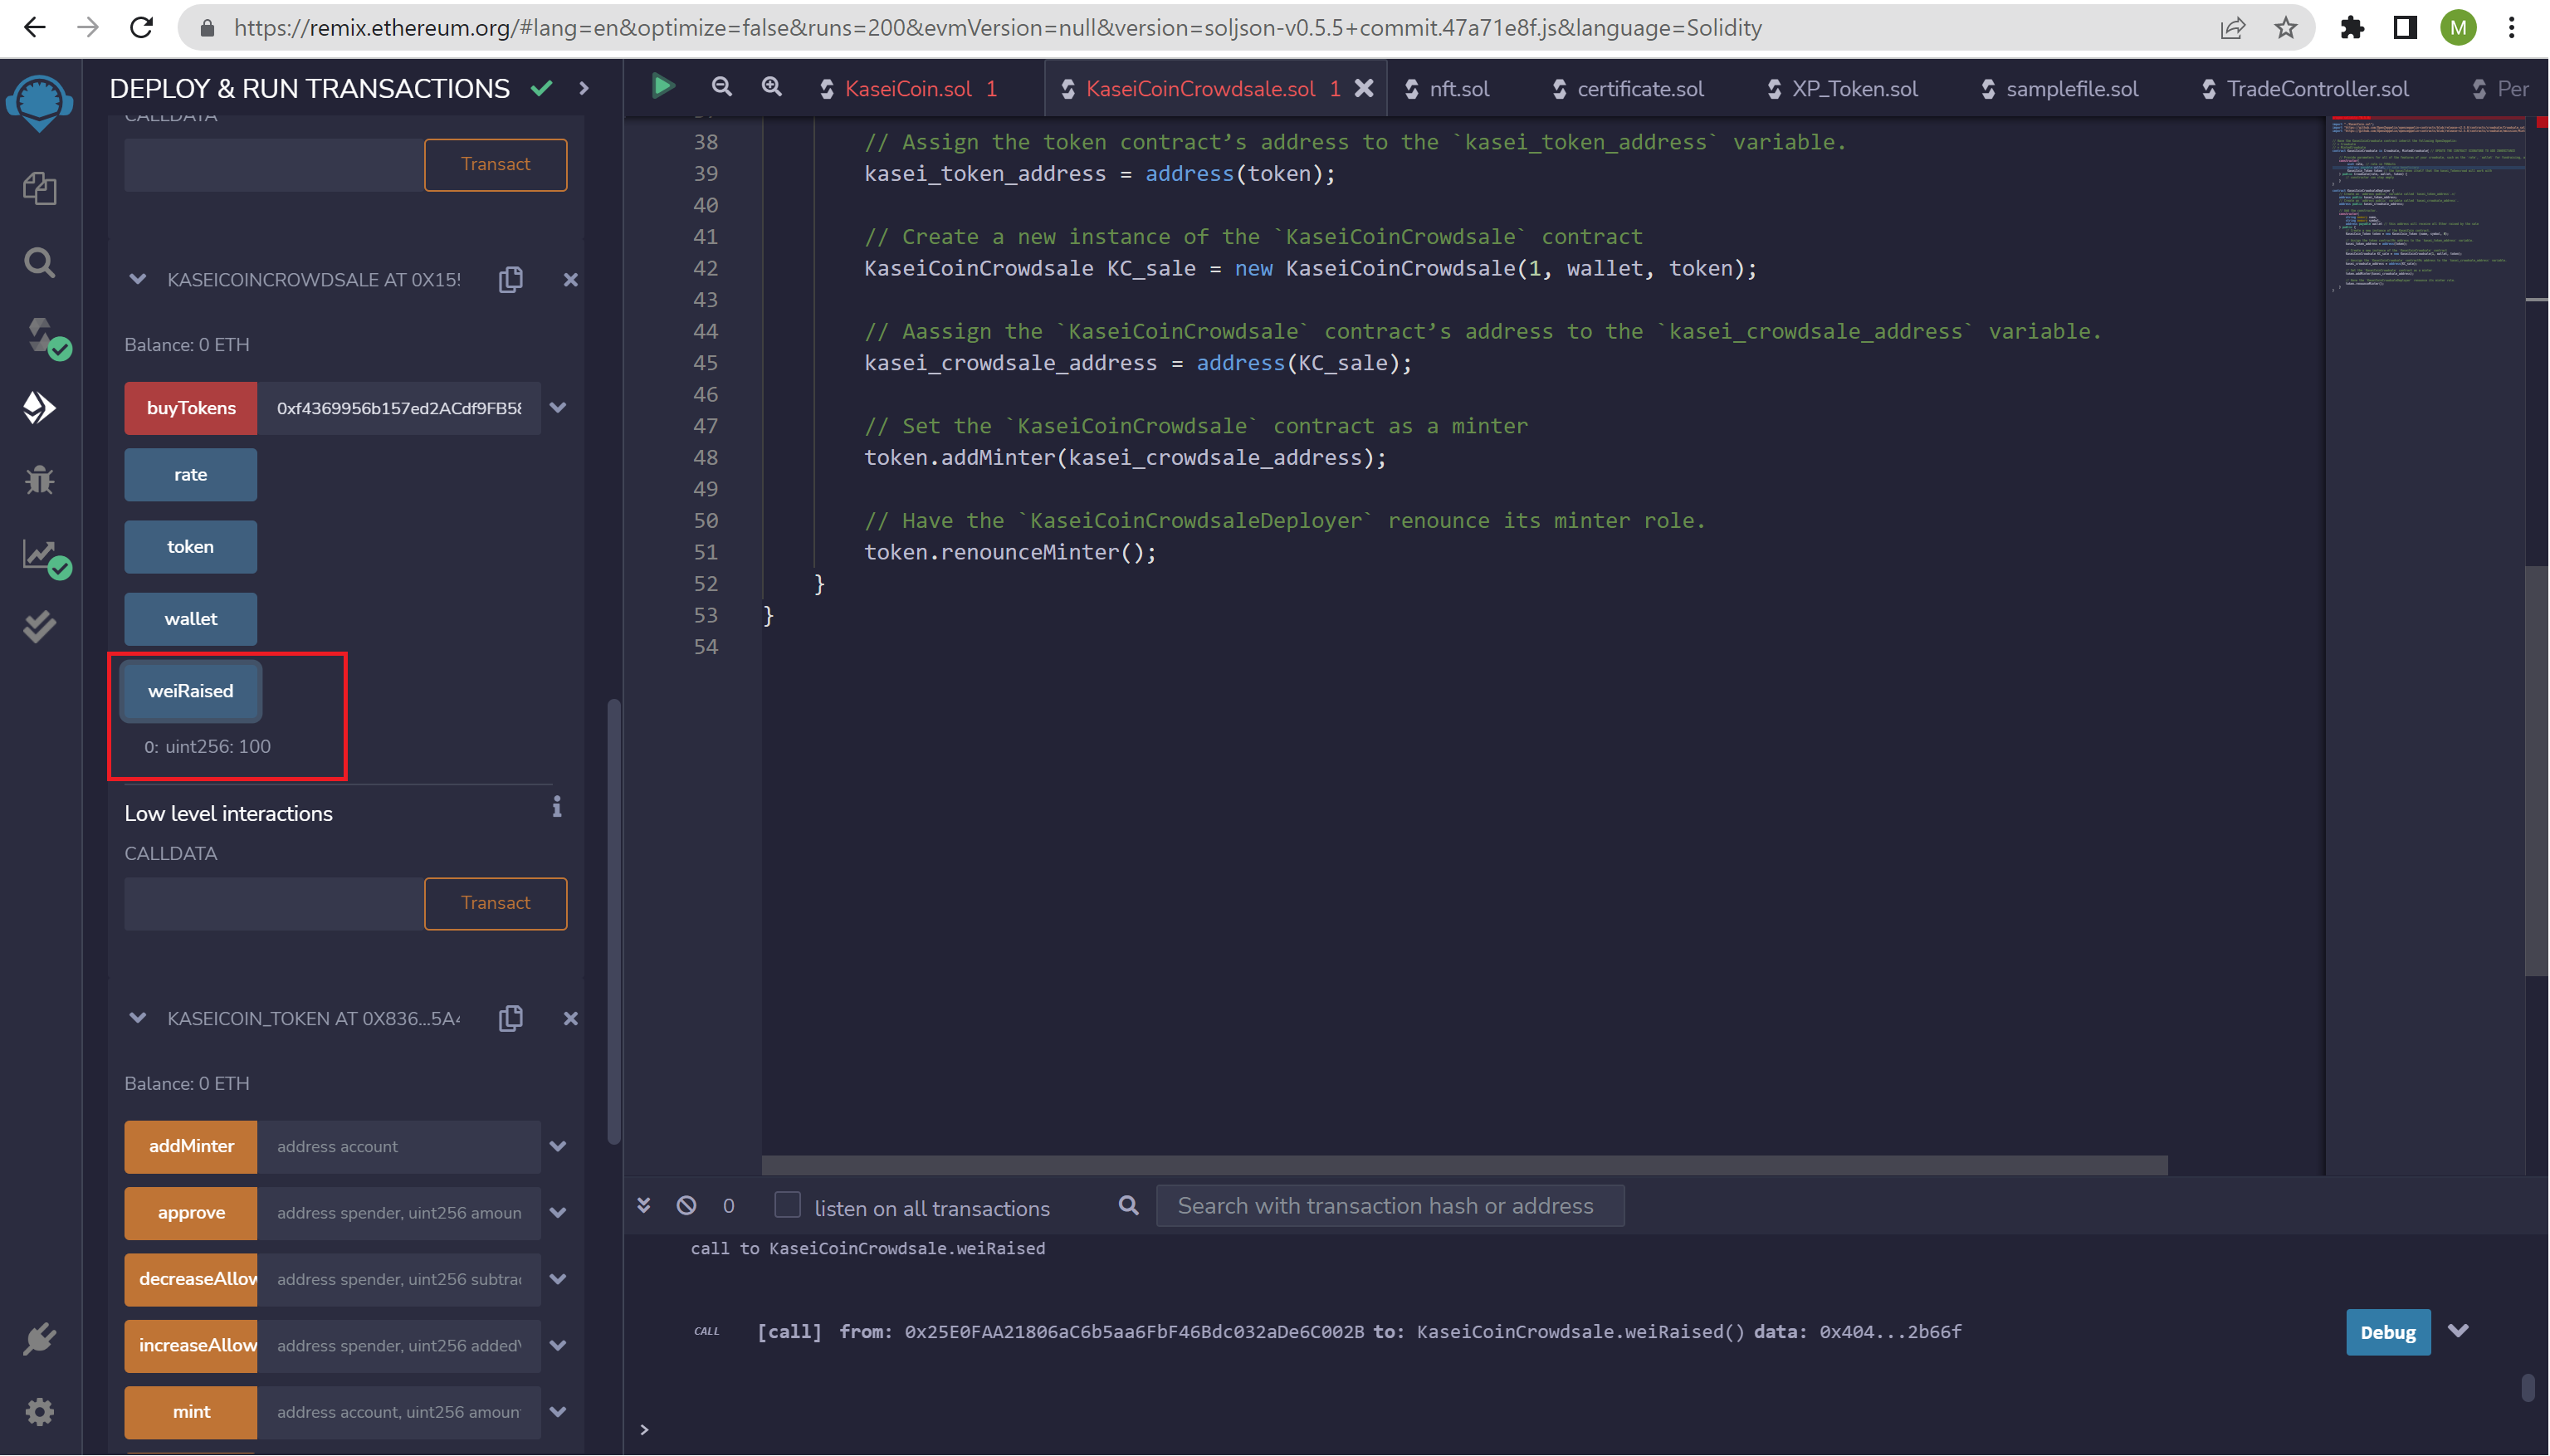 https://remix.ethereum.org/#lang=en&optimize=false&runs=200&evmVersion=null&version=soljson-v0.5.5+commit.47a71e8f.js&language=Solidity
M
DEPLOY & RUN TRANSACTIONS
CALLDATA
Transact
KASEICOINCROWDSALE AT 0X155
Balance: 0 ETH
buyTokens 0xf4369956b157ed2ACdf9FB58
rate
token
wallet
weiRaised
0: uint256: 100
Low level interactions
CALLDATA
Transact
KASEICOIN_TOKEN AT 0X836...5A4
Balance: 0 ETH
addMinter address account
approve address spender, uint256 amoun
decreaseAllow address spender, uint256 subtrac
increaseAllow address spender, uint256 added
mint address account, uint256 amoun
KaseiCoin.sol 1
KaseiCoinCrowdsale.sol 1
nft.sol
certificate.sol
XP_Token.sol
samplefile.sol
TradeController.sol
Per
38 // Assign the token contract’s address to the `kasei_token_address` variable.
39 kasei_token_address = address(token);
40
41 // Create a new instance of the `KaseiCoinCrowdsale` contract
42 KaseiCoinCrowdsale KC_sale = new KaseiCoinCrowdsale(1, wallet, token);
43
44 // Aassign the `KaseiCoinCrowdsale` contract’s address to the `kasei_crowdsale_address` variable.
45 kasei_crowdsale_address = address(KC_sale);
46
47 // Set the `KaseiCoinCrowdsale` contract as a minter
48 token.addMinter(kasei_crowdsale_address);
49
50 // Have the `KaseiCoinCrowdsaleDeployer` renounce its minter role.
51 token.renounceMinter();
52 }
53 }
54
0 listen on all transactions Search with transaction hash or address
call to KaseiCoinCrowdsale.weiRaised
CALL [call] from: 0x25E0FAA21806aC6b5aa6FbF46Bdc032aDe6C002B to: KaseiCoinCrowdsale.weiRaised() data: 0x404...2b66f
Debug
>